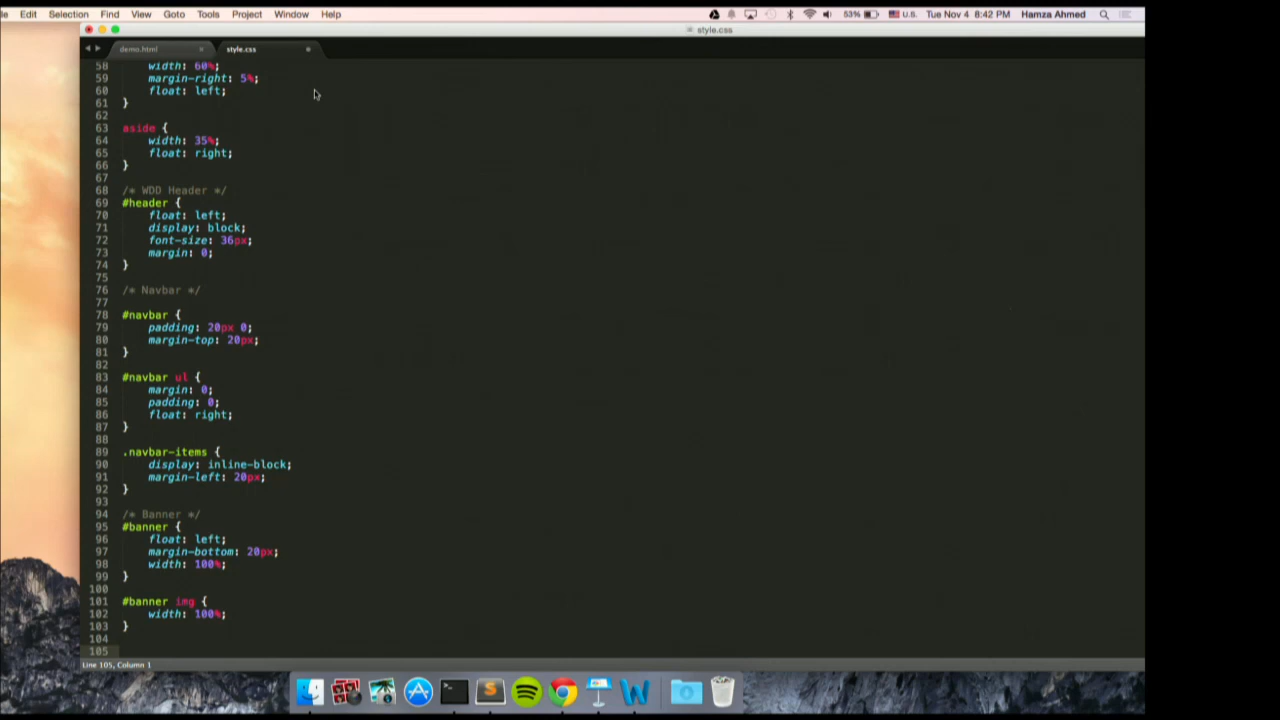 Edit Selection Find View Goto Tools Project Window Help 53% U.S. Tue Nov 4 8:42 PM Hamza Ahmed
style.css
demo.html style.css
58 width: 60%;
59 margin-right: 5%;
60 float: left;
61 }
62
63 aside {
64 width: 35%;
65 float: right;
66 }
67
68 /* WDD Header */
69 #header {
70 float: left;
71 display: block;
72 font-size: 36px;
73 margin: 0;
74 }
75
76 /* Navbar */
77
78 #navbar {
79 padding: 20px 0;
80 margin-top: 20px;
81 }
82
83 #navbar ul {
84 margin: 0;
85 padding: 0;
86 float: right;
87 }
88
89 .navbar-items {
90 display: inline-block;
91 margin-left: 20px;
92 }
93
94 /* Banner */
95 #banner {
96 float: left;
97 margin-bottom: 20px;
98 width: 100%;
99 }
100
101 #banner img {
102 width: 100%;
103 }
104
105
Line 105, Column 1